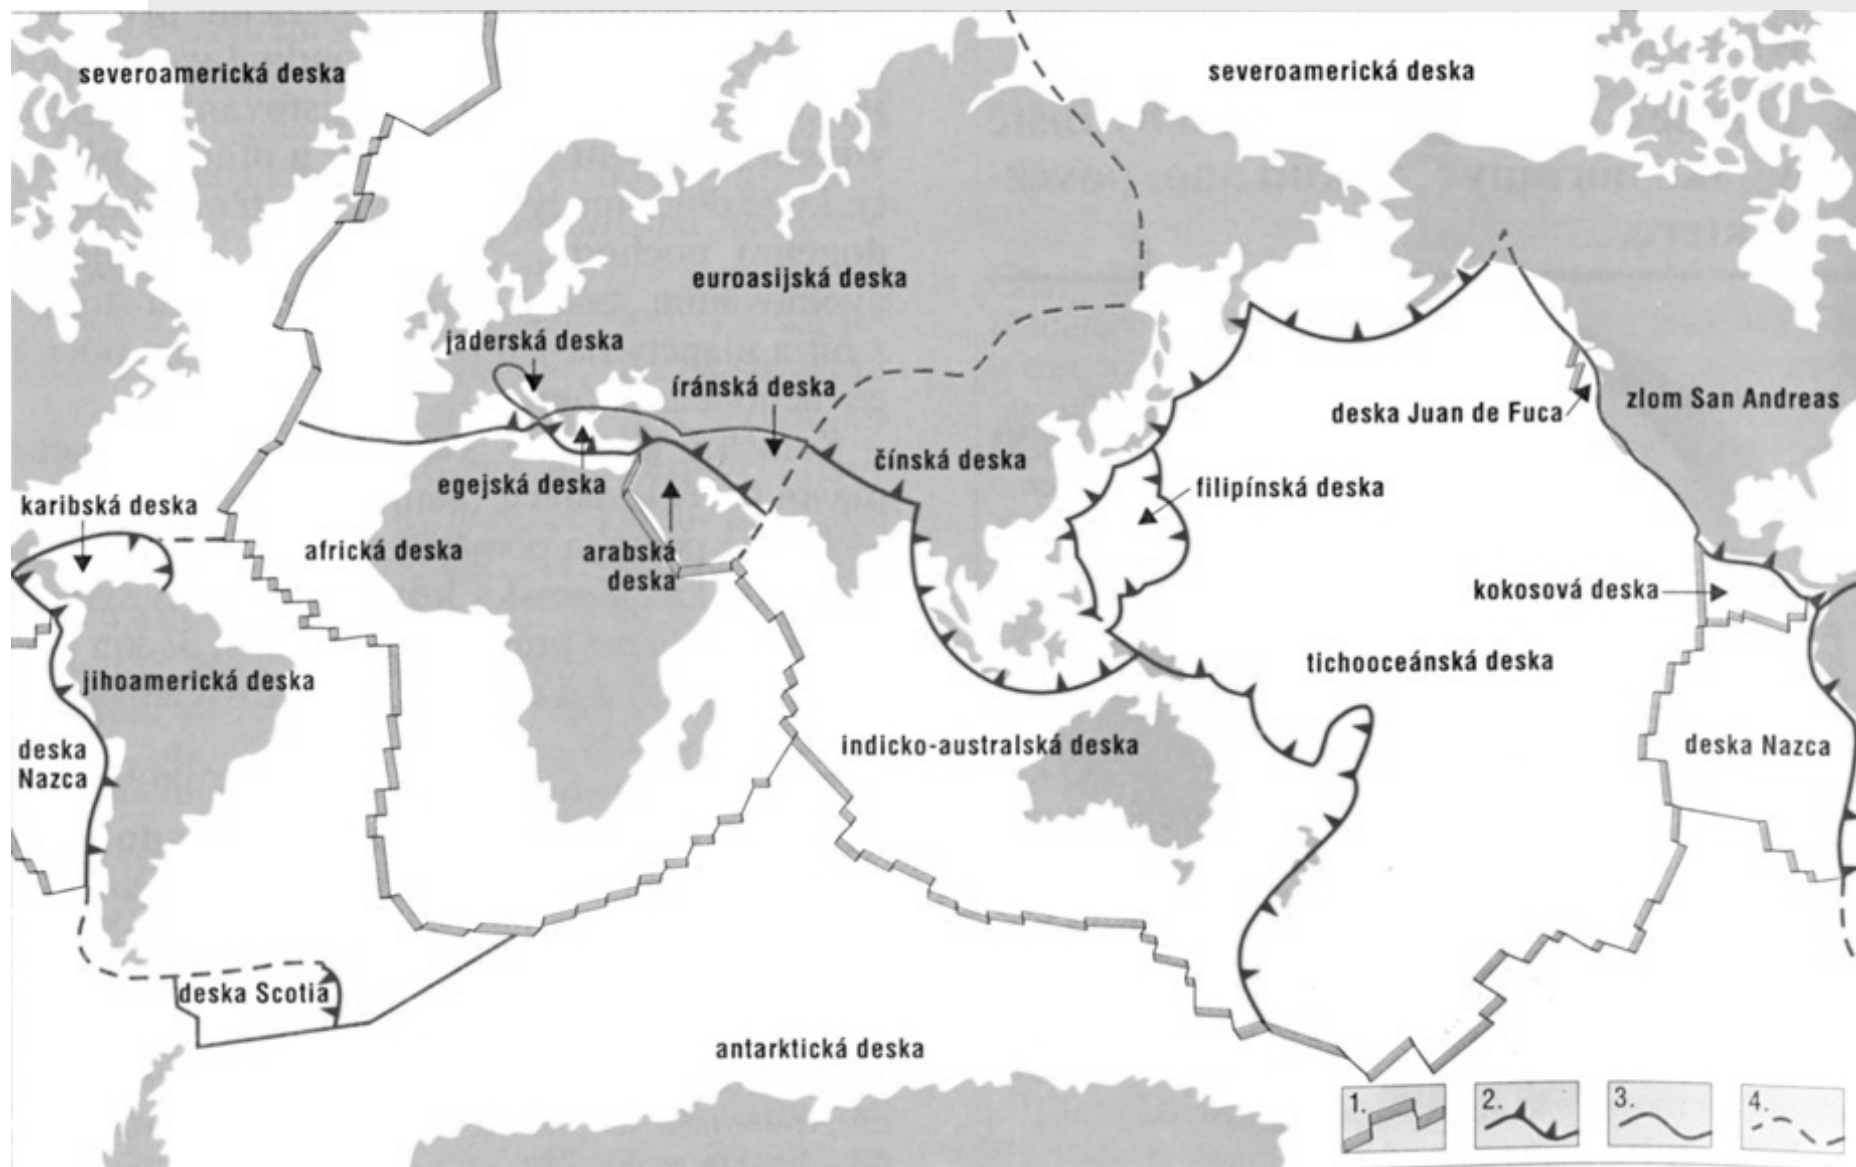 severoamerická deska
severoamerická deska
euroasijská deska
jaderská deska
íránská deska
deska Juan de Fuca
zlom San Andreas
čínská deska
egejská deska
filipínská deska
karibská deska
africká deska
arabská
deska
kokosová deska
jihoamerická deska
tichooceánská deska
deska
Nazca
indicko-australská deska
deska Nazca
deska Scotia
antarktická deska
1.
2.
3.
4.